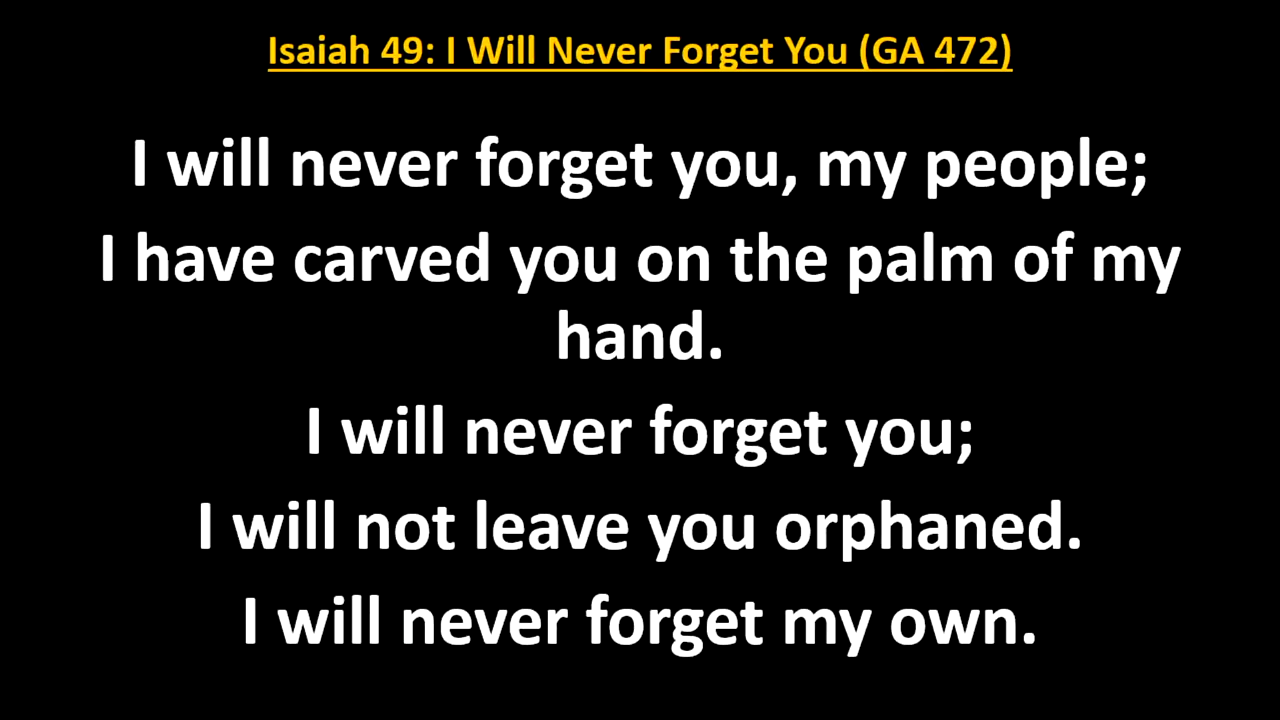 Isaiah 49: I Will Never Forget You (GA 472)
I will never forget you, my people;
I have carved you on the palm of my
hand.
I will never forget you;
I will not leave you orphaned.
I will never forget my own.